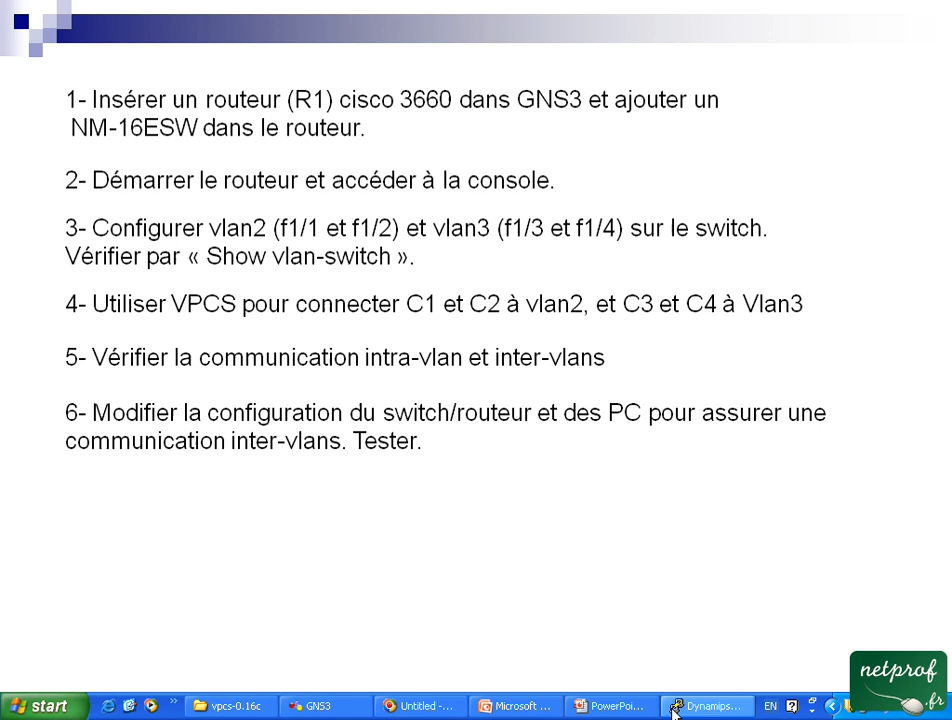 1- Insérer un routeur (R1) cisco 3660 dans GNS3 et ajouter un
NM-16ESW dans le routeur.
2- Démarrer le routeur et accéder à la console.
3- Configurer vlan2 (f1/1 et f1/2) et vlan3 (f1/3 et f1/4) sur le switch.
Vérifier par « Show vlan-switch ».
4- Utiliser VPCS pour connecter C1 et C2 à vlan2, et C3 et C4 à Vlan3
5- Vérifier la communication intra-vlan et inter-vlans
6- Modifier la configuration du switch/routeur et des PC pour assurer une
communication inter-vlans. Tester.
netprof
.fr
start » vpcs-0.16c GNS3 Untitled -... Microsoft ... PowerPoi... Dynamips... EN